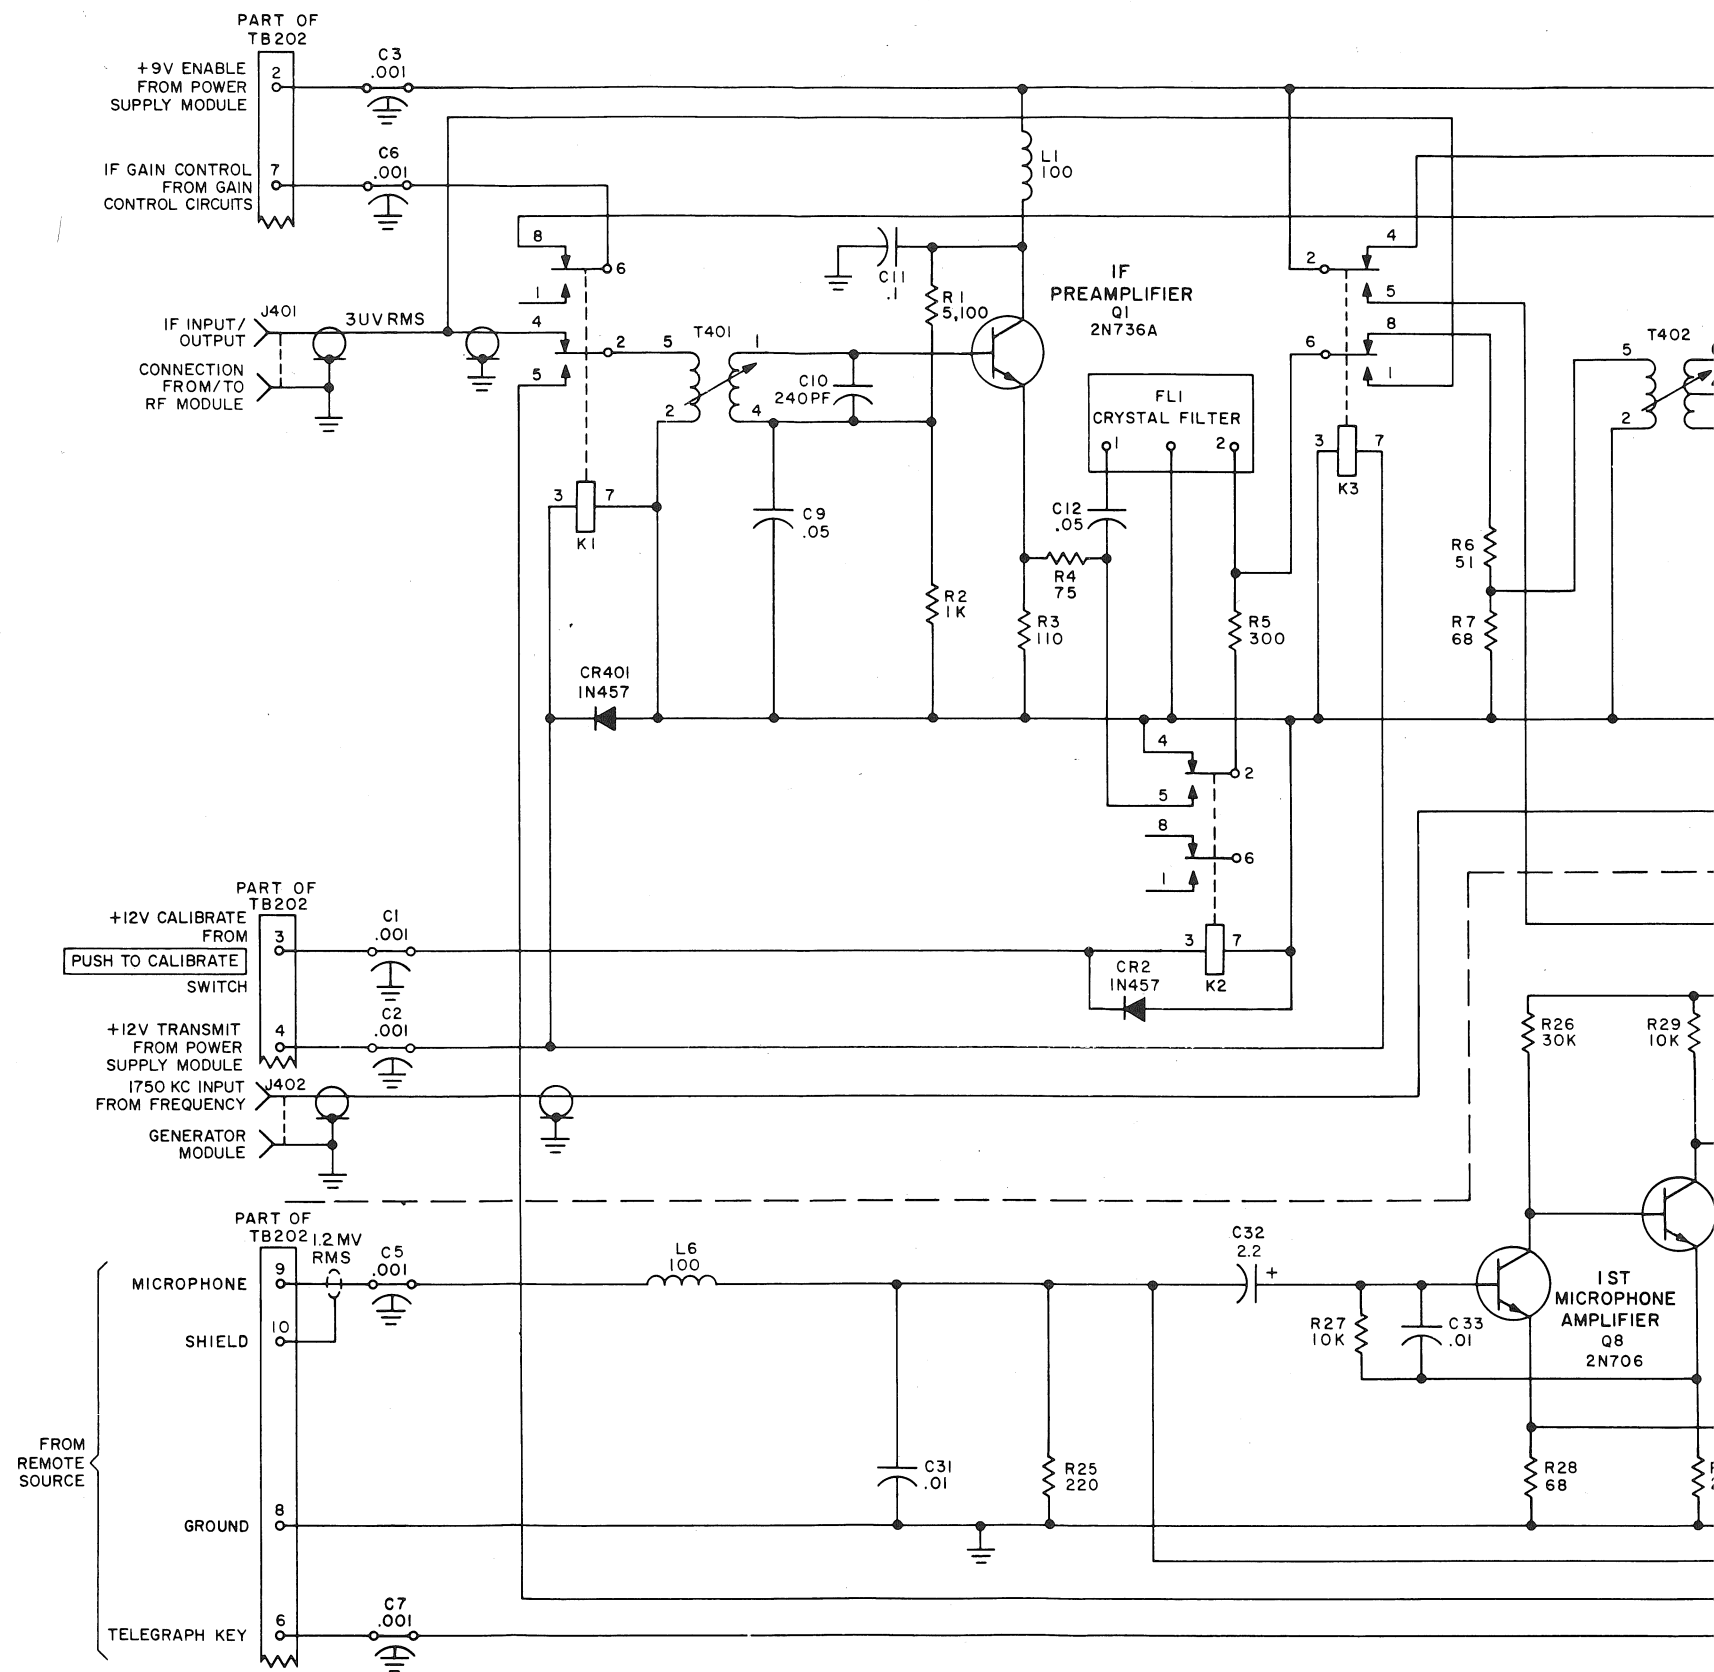 PART OF
TB202
+9V ENABLE
FROM POWER
SUPPLY MODULE
2
C3
.001
IF GAIN CONTROL
FROM GAIN
CONTROL CIRCUITS
7
C6
.001
8
6
1
J401
IF INPUT/
OUTPUT
3UV RMS
4
2
5
CONNECTION
FROM/TO
RF MODULE
3
7
K1
T401
5
1
2
4
C10
240PF
C9
.05
C11
.1
R1
5,100
L1
100
IF
PREAMPLIFIER
Q1
2N736A
R2
1K
R3
110
R4
75
C12
.05
FL1
CRYSTAL FILTER
1
2
R5
300
2
4
5
6
8
1
3
7
K3
R6
51
R7
68
T402
5
2
CR401
1N457
4
2
5
8
6
1
3
7
K2
CR2
1N457
PART OF
TB202
+12V CALIBRATE
FROM
PUSH TO CALIBRATE
SWITCH
3
C1
.001
+12V TRANSMIT
FROM POWER
SUPPLY MODULE
4
C2
.001
1750 KC INPUT
FROM FREQUENCY
J402
GENERATOR
MODULE
R26
30K
R29
10K
PART OF
TB202
1.2 MV
RMS
MICROPHONE
9
C5
.001
L6
100
C32
2.2
+
SHIELD
10
R27
10K
C33
.01
1ST
MICROPHONE
AMPLIFIER
Q8
2N706
FROM
REMOTE
SOURCE
C31
.01
R25
220
R28
68
GROUND
8
TELEGRAPH KEY
6
C7
.001